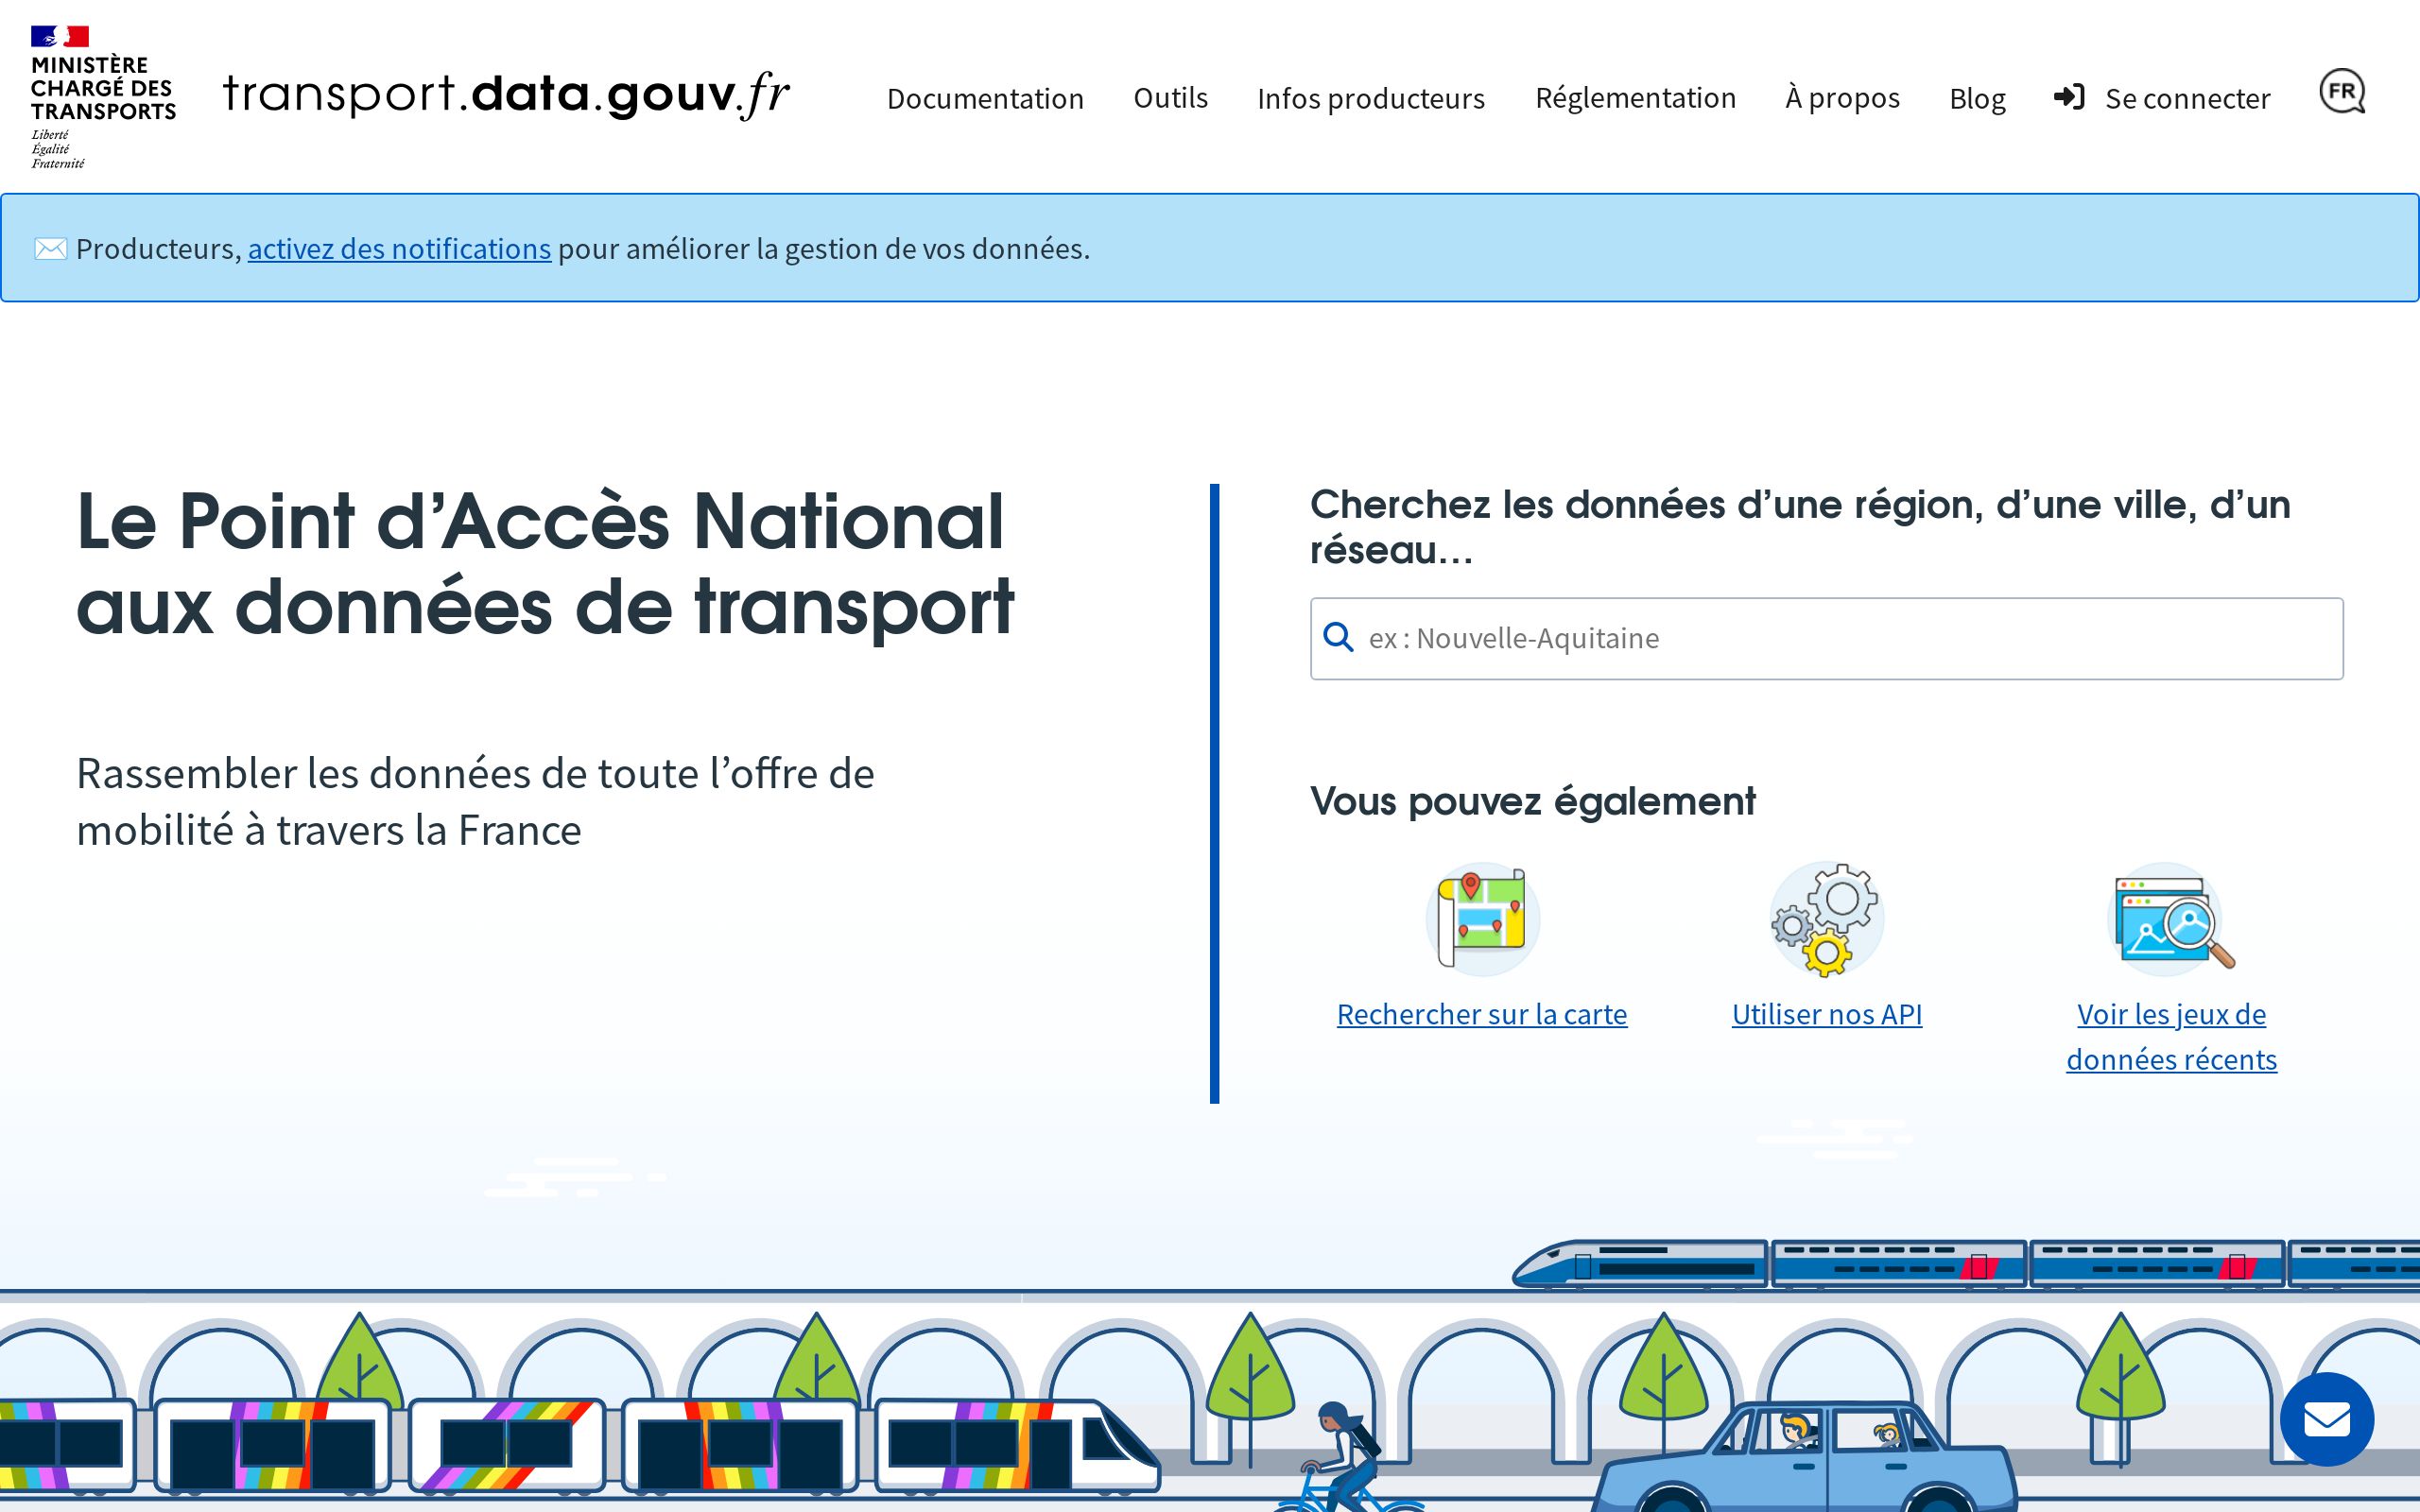 MINISTÈRE
CHARGÉ DES
TRANSPORTS
Liberté
Égalité
Fraternité
transport.data.gouv.fr
Documentation
Outils
Infos producteurs
Réglementation
À propos
Blog
Se connecter
FR
✉️ Producteurs, activez des notifications pour améliorer la gestion de vos données.
Le Point d’Accès National
aux données de transport
Rassembler les données de toute l’offre de
mobilité à travers la France
Cherchez les données d’une région, d’une ville, d’un
réseau…
ex : Nouvelle-Aquitaine
Vous pouvez également
Rechercher sur la carte
Utiliser nos API
Voir les jeux de
données récents